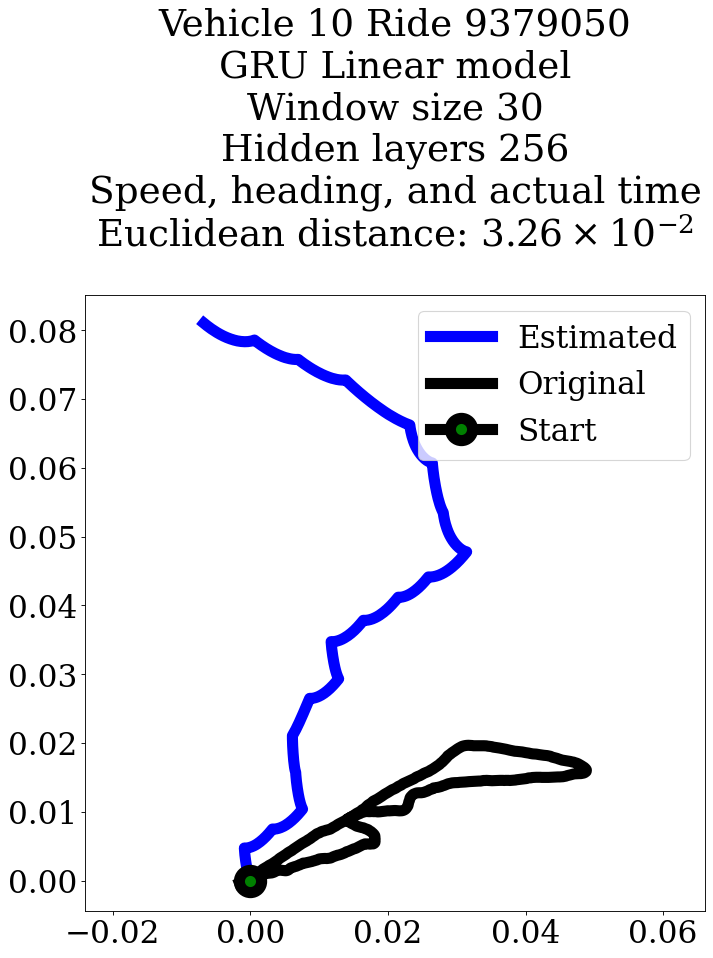 Vehicle 10 Ride 9379050
GRU Linear model
Window size 30
Hidden layers 256
Speed, heading, and actual time
Euclidean distance: 3.26 × 10⁻²
Estimated
Original
Start
0.08
0.07
0.06
0.05
0.04
0.03
0.02
0.01
0.00
−0.02 0.00 0.02 0.04 0.06